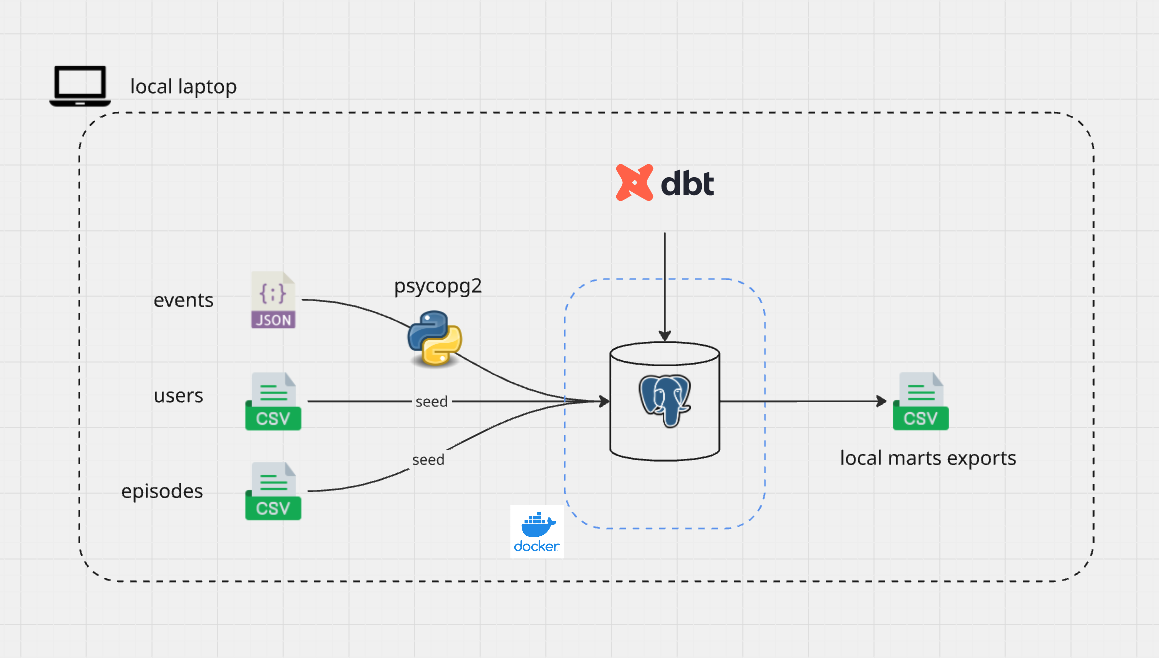 local laptop
dbt
events
{;}
JSON
psycopg2
users
CSV
seed
CSV
local marts exports
seed
episodes
CSV
docker